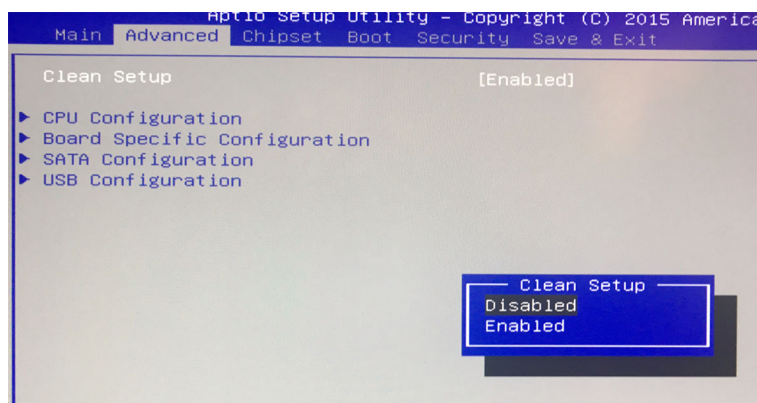 Aptio Setup Utility - Copyright (C) 2015 America
Main Advanced Chipset Boot Security Save & Exit
Clean Setup [Enabled]
CPU Configuration
Board Specific Configuration
SATA Configuration
USB Configuration
Clean Setup
Disabled
Enabled